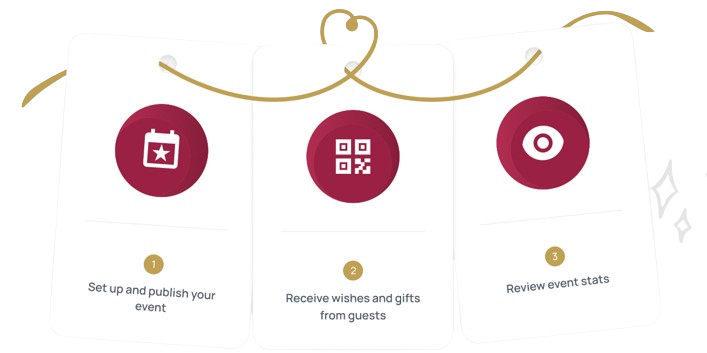 1
Set up and publish your
event
2
Receive wishes and gifts
from guests
3
Review event stats